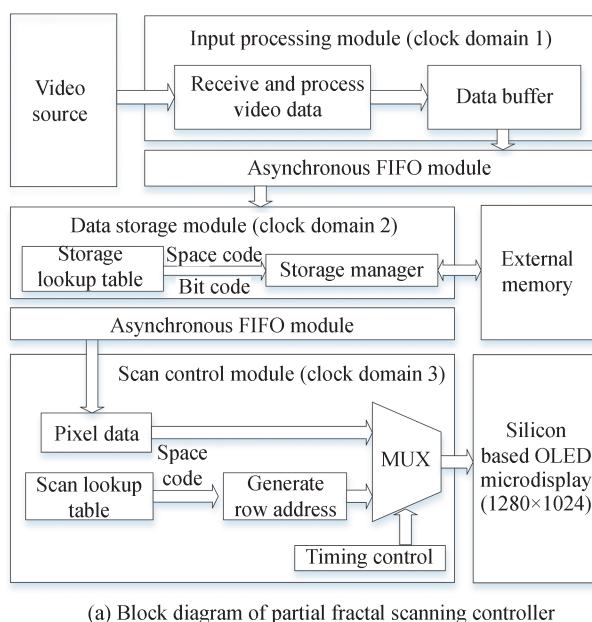 Input processing module (clock domain 1)
Video
source
Receive and process
video data
Data buffer
Asynchronous FIFO module
Data storage module (clock domain 2)
Storage
lookup table
Space code
Bit code
Storage manager
External
memory
Asynchronous FIFO module
Scan control module (clock domain 3)
Pixel data
Space
code
Scan lookup
table
Generate
row address
MUX
Timing control
Silicon
based OLED
microdisplay
(1280×1024)
(a) Block diagram of partial fractal scanning controller